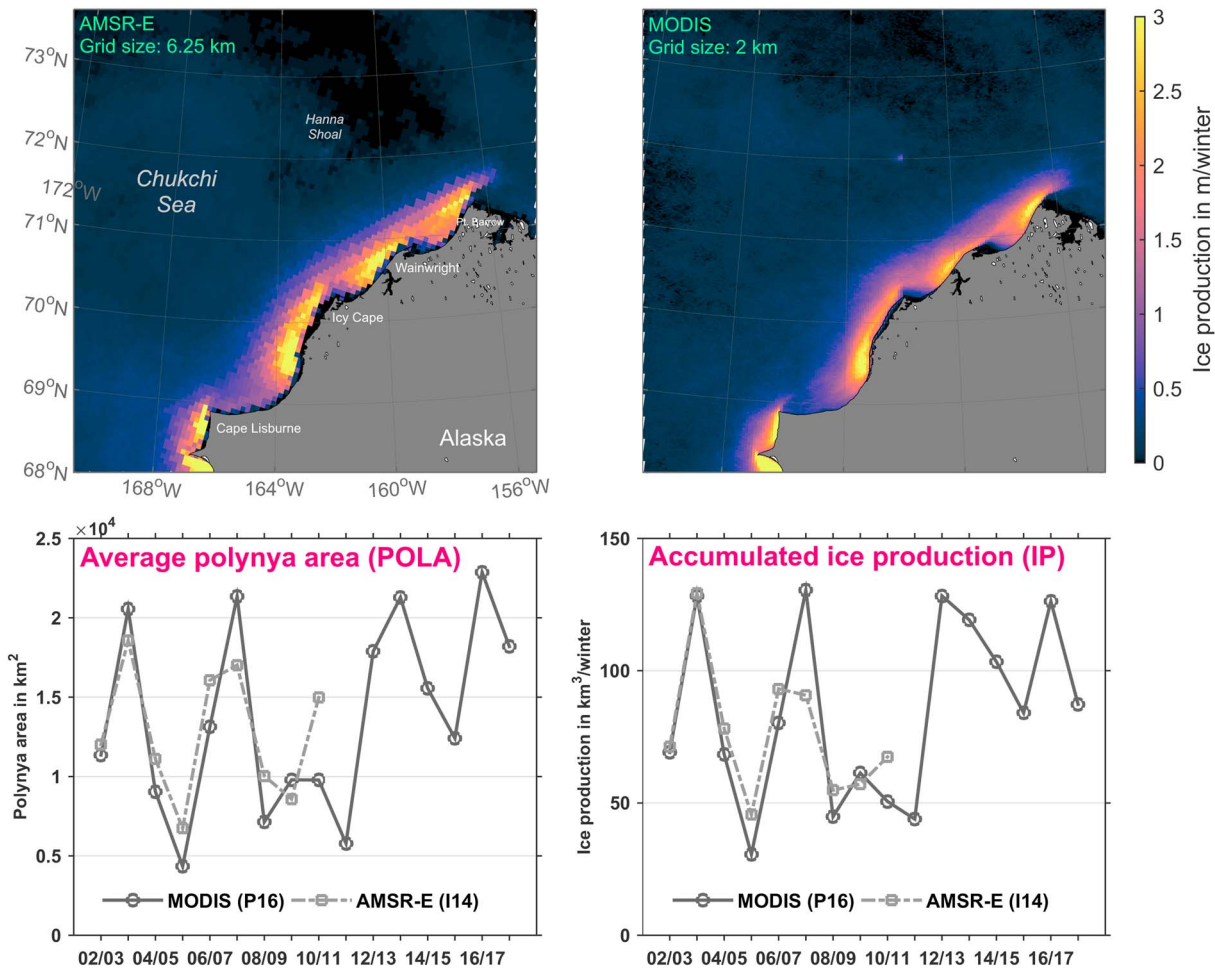 AMSR-E
Grid size: 6.25 km
73°N
72°N
172°W
71°N
70°N
69°N
68°N
168°W
164°W
160°W
156°W
Hanna
Shoal
Chukchi
Sea
Pt. Barrow
Wainwright
Icy Cape
Cape Lisburne
Alaska
MODIS
Grid size: 2 km
3
2.5
2
1.5
1
0.5
0
Ice production in m/winter
×10⁴
Average polynya area (POLA)
2.5
2
1.5
1
0.5
0
Polynya area in km²
MODIS (P16)
AMSR-E (I14)
02/03 04/05 06/07 08/09 10/11 12/13 14/15 16/17
Accumulated ice production (IP)
150
100
50
0
Ice production in km³/winter
MODIS (P16)
AMSR-E (I14)
02/03 04/05 06/07 08/09 10/11 12/13 14/15 16/17